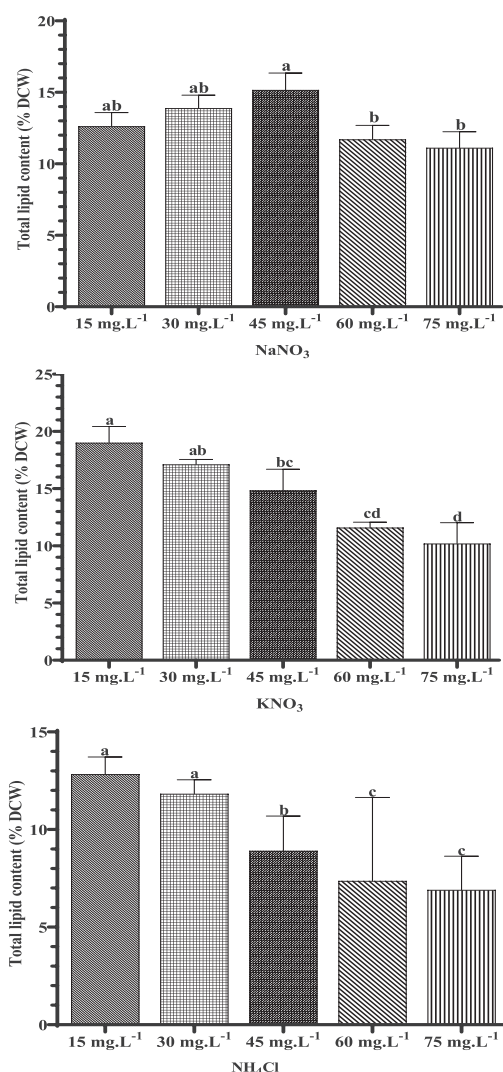 Total lipid content (% DCW)
20
15
10
5
0
ab
ab
a
b
b
15 mg.L⁻¹ 30 mg.L⁻¹ 45 mg.L⁻¹ 60 mg.L⁻¹ 75 mg.L⁻¹
NaNO₃
Total lipid content (% DCW)
25
20
15
10
5
0
a
ab
bc
cd
d
15 mg.L⁻¹ 30 mg.L⁻¹ 45 mg.L⁻¹ 60 mg.L⁻¹ 75 mg.L⁻¹
KNO₃
Total lipid content (% DCW)
15
10
5
0
a
a
b
c
c
15 mg.L⁻¹ 30 mg.L⁻¹ 45 mg.L⁻¹ 60 mg.L⁻¹ 75 mg.L⁻¹
NH₄Cl